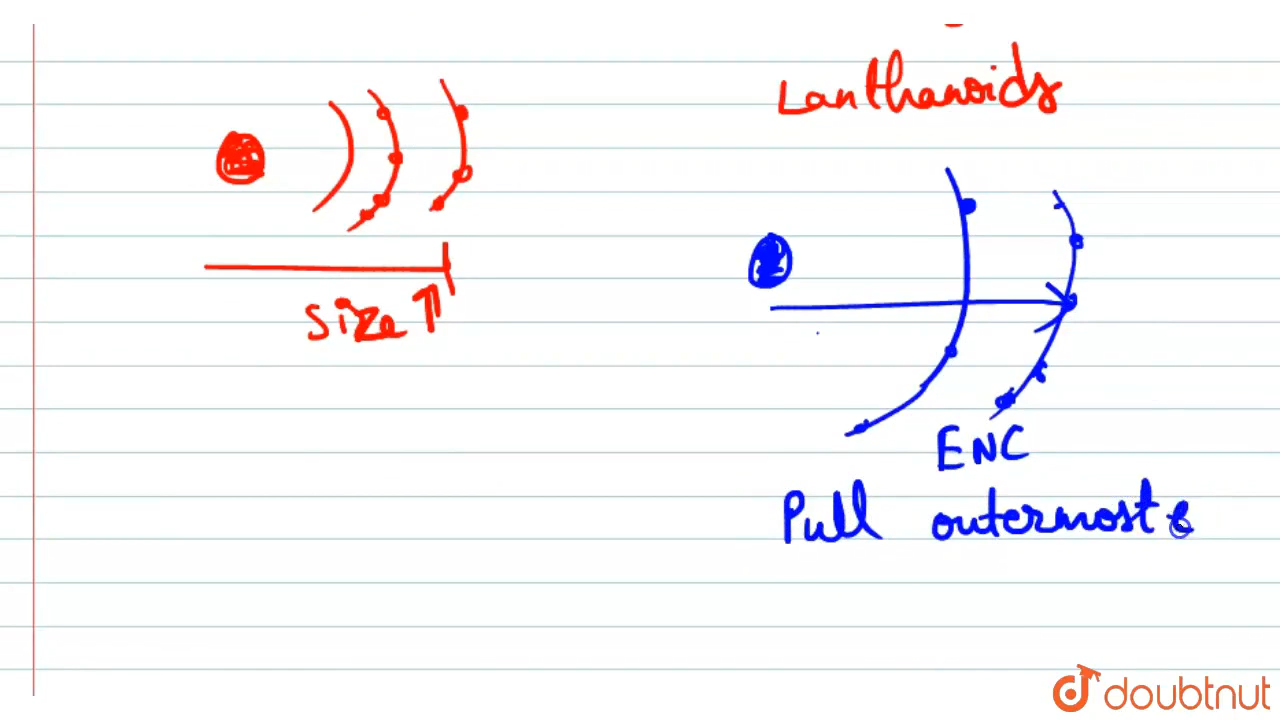 Lanthanoids
Size ↑
ENC
Pull outermost e
doubtnut